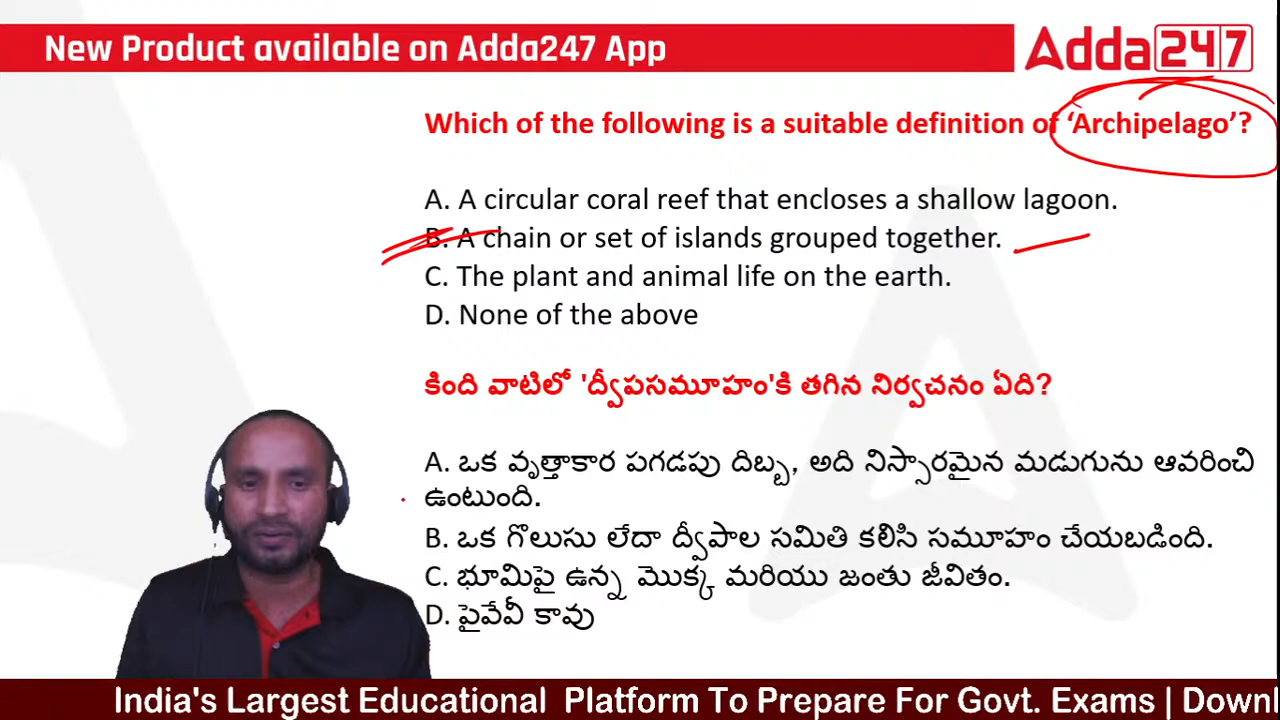 New Product available on Adda247 App
Adda247
Which of the following is a suitable definition of ‘Archipelago’?
A. A circular coral reef that encloses a shallow lagoon.
B. A chain or set of islands grouped together.
C. The plant and animal life on the earth.
D. None of the above
కింది వాటిలో 'ద్వీపసమూహం'కి తగిన నిర్వచనం ఏది?
A. ఒక వృత్తాకార పగడపు దిబ్బ, అది నిస్సారమైన మడుగును ఆవరించి
ఉంటుంది.
B. ఒక గొలుసు లేదా ద్వీపాల సమితి కలిసి సమూహం చేయబడింది.
C. భూమిపై ఉన్న మొక్క మరియు జంతు జీవితం.
D. పైవేవీ కావు
India's Largest Educational Platform To Prepare For Govt. Exams | Downl